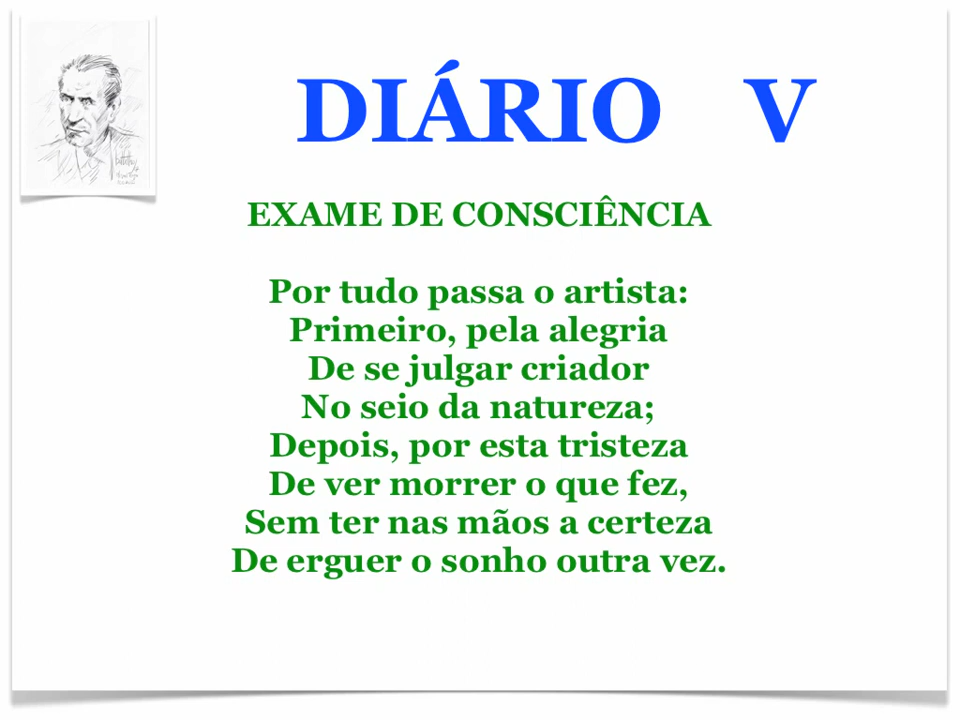 DIÁRIO V
EXAME DE CONSCIÊNCIA
Por tudo passa o artista:
Primeiro, pela alegria
De se julgar criador
No seio da natureza;
Depois, por esta tristeza
De ver morrer o que fez,
Sem ter nas mãos a certeza
De erguer o sonho outra vez.